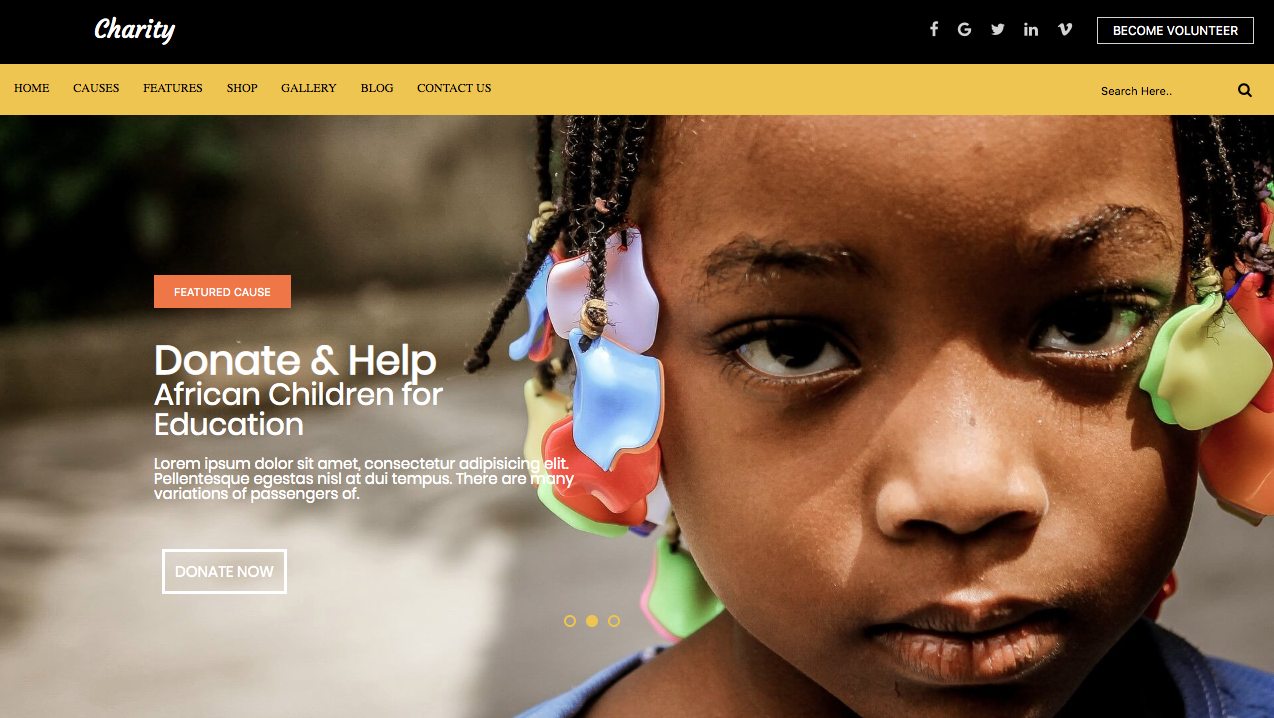 Charity
BECOME VOLUNTEER
HOME CAUSES FEATURES SHOP GALLERY BLOG CONTACT US
Search Here..
FEATURED CAUSE
Donate & Help
African Children for
Education
Lorem ipsum dolor sit amet, consectetur adipisicing elit.
Pellentesque egestas nisl at dui tempus. There are many
variations of passengers of.
DONATE NOW